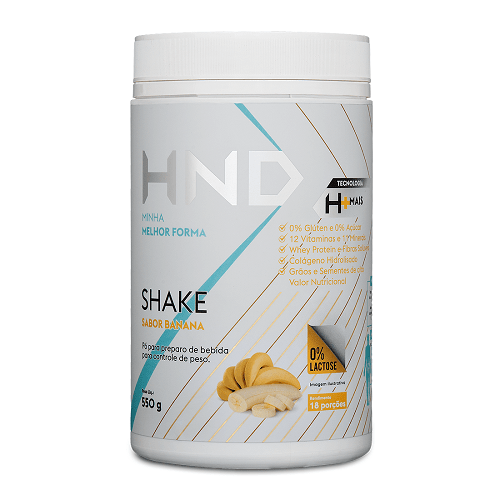 HND
MINHA
MELHOR FORMA
TECNOLOGIA
H+MAIS
0% Glúten e 0% Açúcar
12 Vitaminas e
Whey Protein e Fibras
Colágeno Hidrolisado
Grãos e Sementes de
Valor Nutricional
SHAKE
SABOR BANANA
Pó para preparo de bebida
para controle de peso.
0%
LACTOSE
Imagem ilustrativa
Rendimento
18 porções
550 g